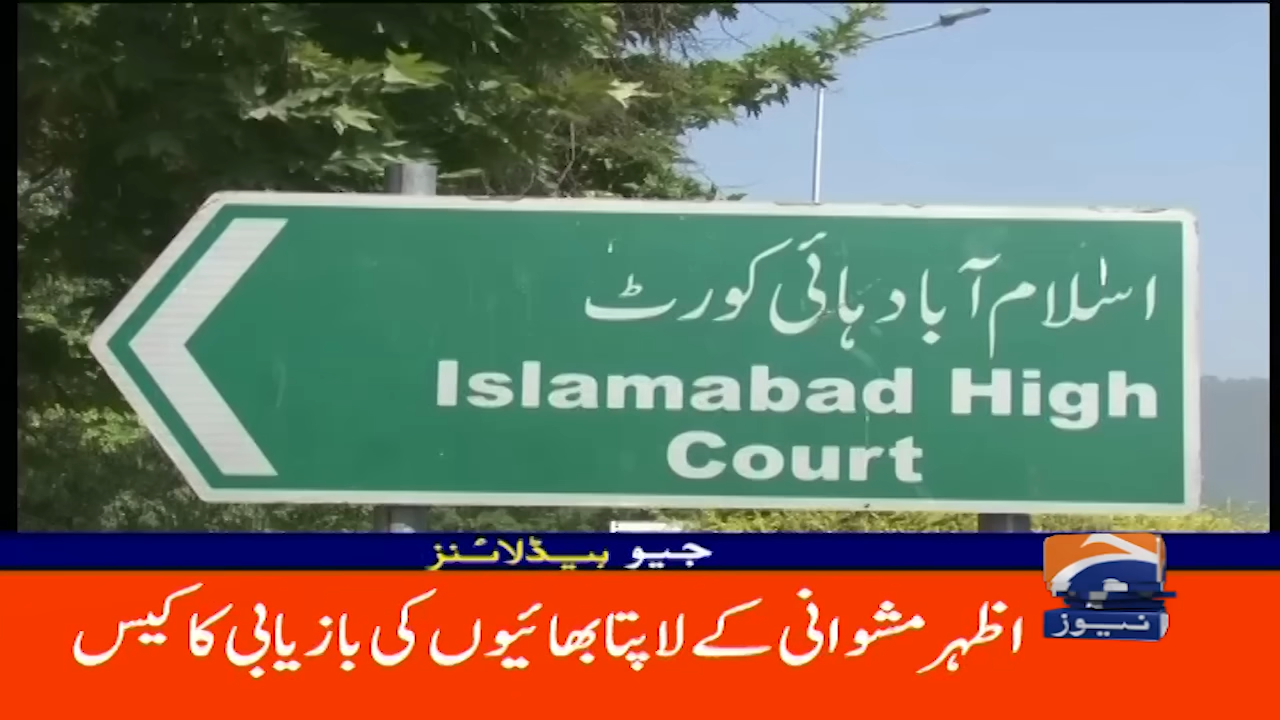 اسلام آباد ہائی کورٹ
Islamabad High
Court
جیو ہیڈلائنز
اظہر مشوانی کے لاپتا بھائیوں کی بازیابی کا کیس
نیوز